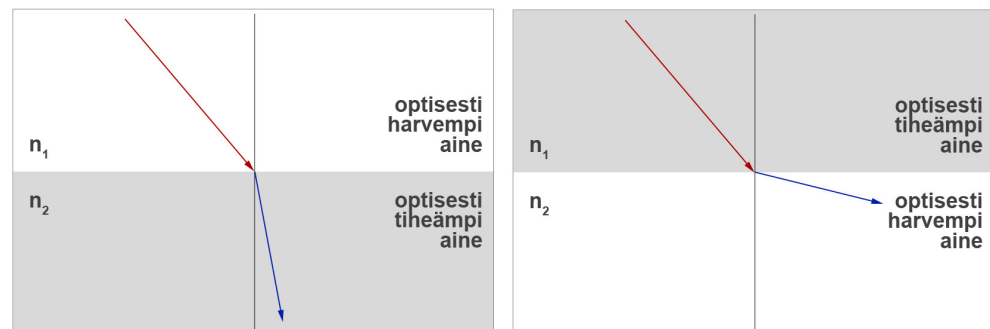 optisesti
harvempi
aine
n₁
n₂
optisesti
tiheämpi
aine
optisesti
tiheämpi
aine
n₁
n₂
optisesti
harvempi
aine